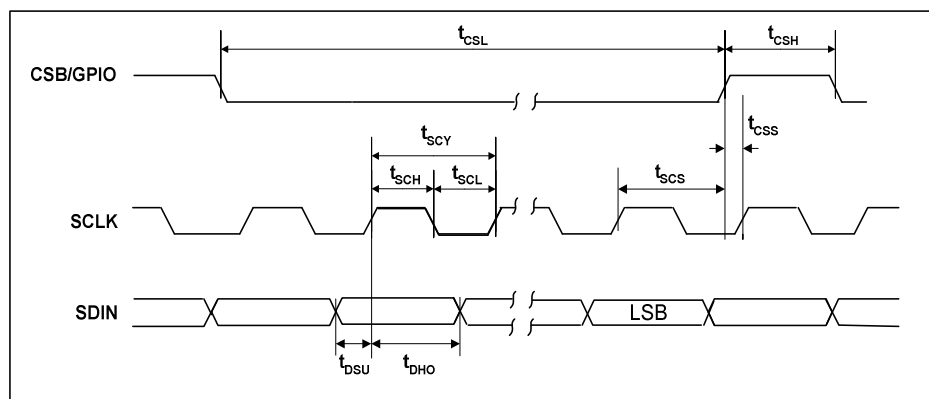 tCSL
tCSH
CSB/GPIO
tCSS
tSCY
tSCH
tSCL
tSCS
SCLK
SDIN
LSB
tDSU
tDHO